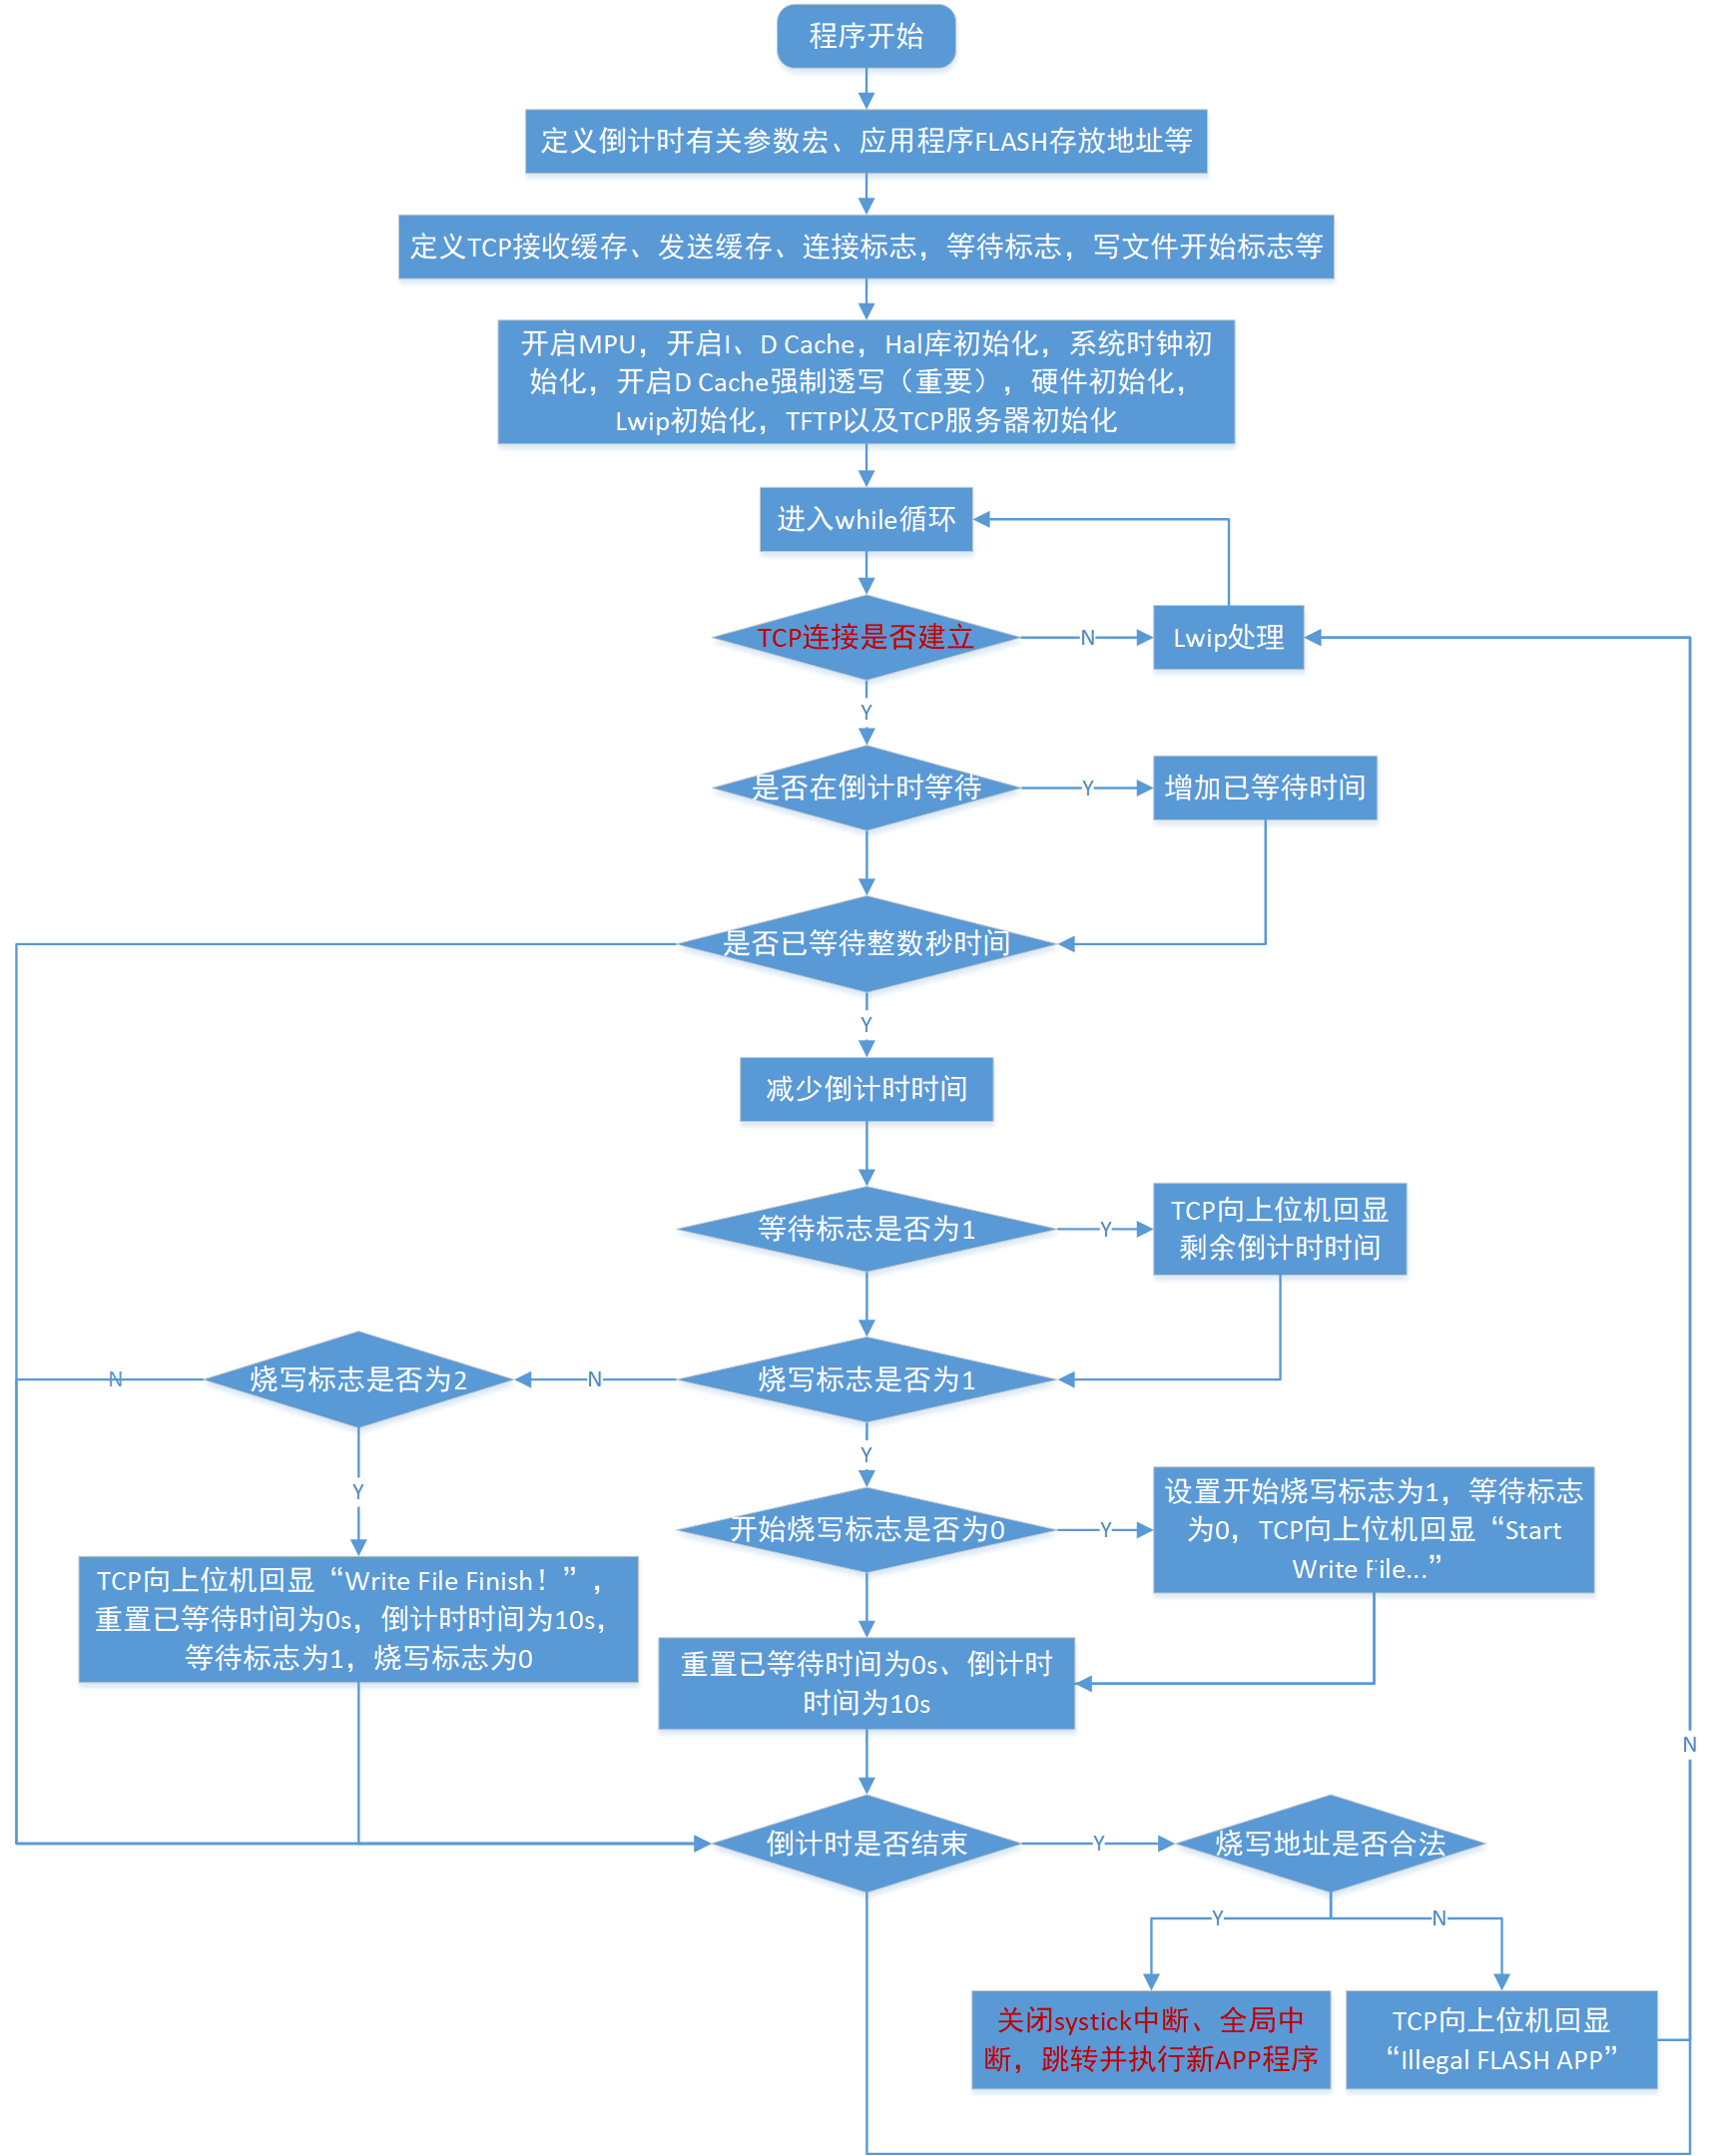 程序开始
定义倒计时有关参数宏、应用程序FLASH存放地址等
定义TCP接收缓存、发送缓存、连接标志，等待标志，写文件开始标志等
开启MPU，开启I、D Cache，Hal库初始化，系统时钟初
始化，开启D Cache强制透写（重要），硬件初始化，
Lwip初始化，TFTP以及TCP服务器初始化
进入while循环
TCP连接是否建立
N
Lwip处理
Y
是否在倒计时等待
Y
增加已等待时间
是否已等待整数秒时间
Y
减少倒计时时间
等待标志是否为1
Y
TCP向上位机回显
剩余倒计时时间
N
烧写标志是否为2
N
烧写标志是否为1
Y
Y
开始烧写标志是否为0
Y
设置开始烧写标志为1，等待标志
为0，TCP向上位机回显“Start
Write File...”
TCP向上位机回显“Write File Finish！”，
重置已等待时间为0s，倒计时时间为10s，
等待标志为1，烧写标志为0
重置已等待时间为0s、倒计时
时间为10s
N
倒计时是否结束
Y
烧写地址是否合法
Y
N
关闭systick中断、全局中
断，跳转并执行新APP程序
TCP向上位机回显
“Illegal FLASH APP”